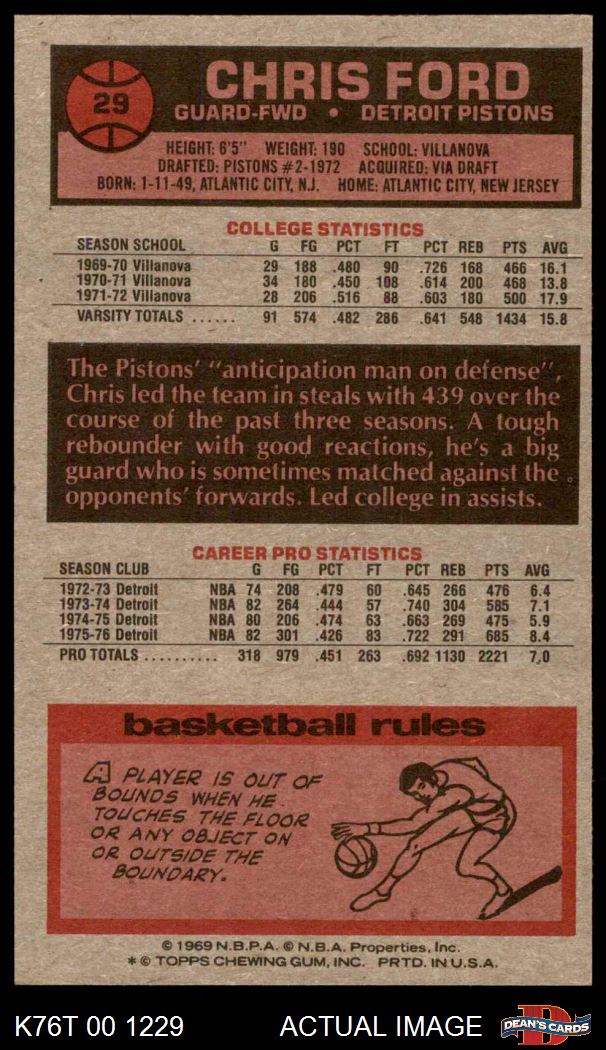 29
CHRIS FORD
GUARD-FWD • DETROIT PISTONS
HEIGHT: 6'5" WEIGHT: 190 SCHOOL: VILLANOVA
DRAFTED: PISTONS #2-1972 ACQUIRED: VIA DRAFT
BORN: 1-11-49, ATLANTIC CITY, N.J. HOME: ATLANTIC CITY, NEW JERSEY
COLLEGE STATISTICS
SEASON SCHOOL G FG PCT FT PCT REB PTS AVG
1969-70 Villanova 29 188 .480 90 .726 168 466 16.1
1970-71 Villanova 34 180 .450 108 .614 200 468 13.8
1971-72 Villanova 28 206 .516 88 .603 180 500 17.9
VARSITY TOTALS ...... 91 574 .482 286 .641 548 1434 15.8
The Pistons' "anticipation man on defense",
Chris led the team in steals with 439 over the
course of the past three seasons. A tough
rebounder with good reactions, he's a big
guard who is sometimes matched against the
opponents' forwards. Led college in assists.
CAREER PRO STATISTICS
SEASON CLUB G FG PCT FT PCT REB PTS AVG
1972-73 Detroit NBA 74 208 .479 60 .645 266 476 6.4
1973-74 Detroit NBA 82 264 .444 57 .740 304 585 7.1
1974-75 Detroit NBA 80 206 .474 63 .663 269 475 5.9
1975-76 Detroit NBA 82 301 .426 83 .722 291 685 8.4
PRO TOTALS .......... 318 979 .451 263 .692 1130 2221 7.0
basketball rules
A PLAYER IS OUT OF
BOUNDS WHEN HE
TOUCHES THE FLOOR
OR ANY OBJECT ON
OR OUTSIDE THE
BOUNDARY.
© 1969 N.B.P.A. © N.B.A. Properties, Inc.
* © TOPPS CHEWING GUM, INC. PRTD. IN U.S.A.
K76T 00 1229 ACTUAL IMAGE
D
DEAN'S CARDS